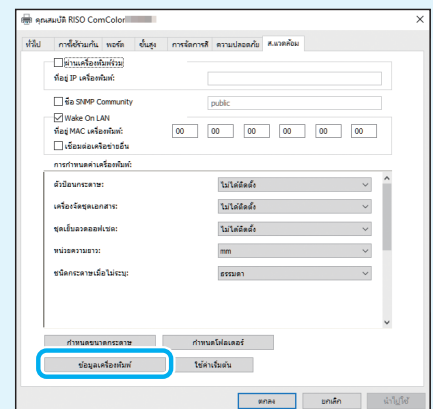 คุณสมบัติ RISO ComColor
ทั่วไป การใช้ร่วมกัน พอร์ต ขั้นสูง การจัดการสี ความปลอดภัย ส.แวดล้อม
ผ่านเครื่องพิมพ์ร่วม
ที่อยู่ IP เครื่องพิมพ์:
ชื่อ SNMP Community public
Wake On LAN
ที่อยู่ MAC เครื่องพิมพ์: 00 00 00 00 00 00
เชื่อมต่อเครือข่ายอื่น
การกำหนดค่าเครื่องพิมพ์:
ตัวป้อนกระดาษ: ไม่ได้ติดตั้ง
เครื่องจัดชุดเอกสาร: ไม่ได้ติดตั้ง
ชุดเย็บลวดออฟเซต: ไม่ได้ติดตั้ง
หน่วยความยาว: mm
ชนิดกระดาษเมื่อไม่ระบุ: ธรรมดา
กำหนดขนาดกระดาษ กำหนดโฟลเดอร์
ข้อมูลเครื่องพิมพ์ ใช้ค่าเริ่มต้น
ตกลง ยกเลิก นำไปใช้